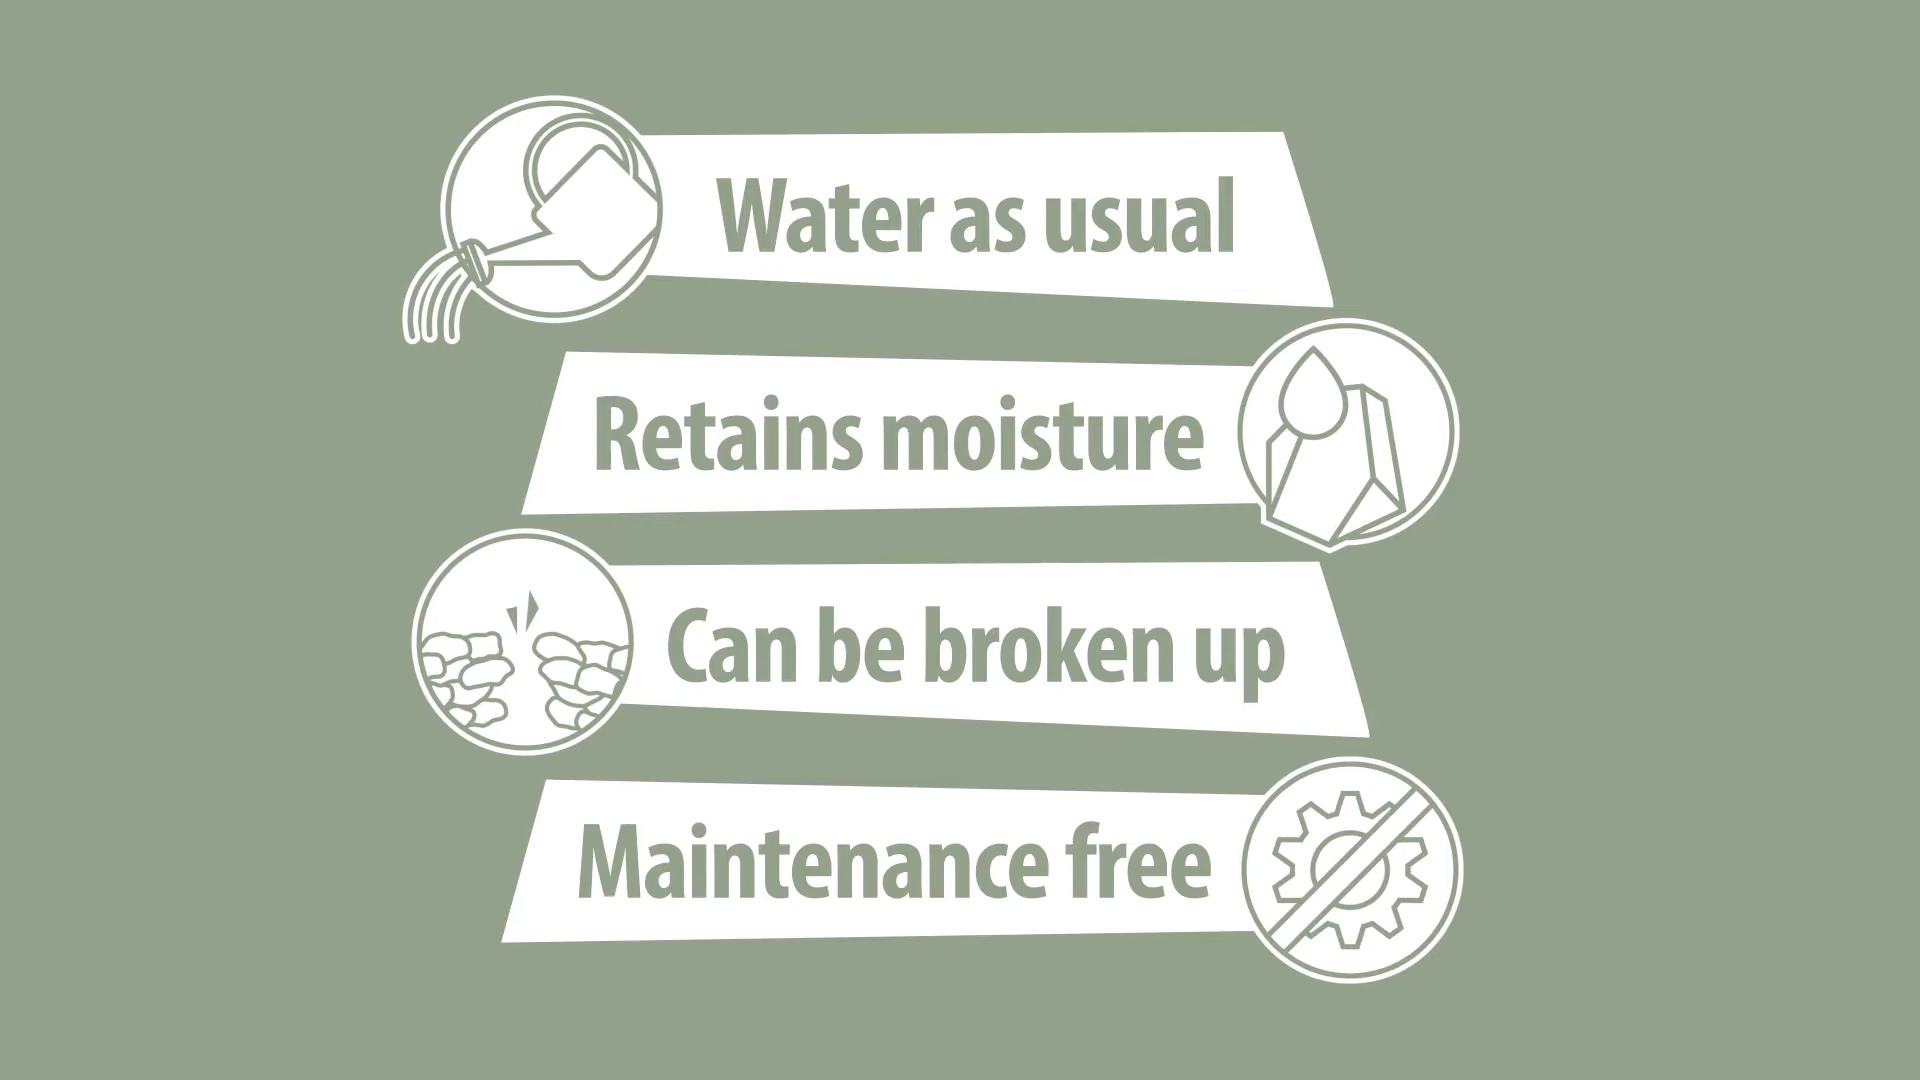 Water as usual
Retains moisture
Can be broken up
Maintenance free